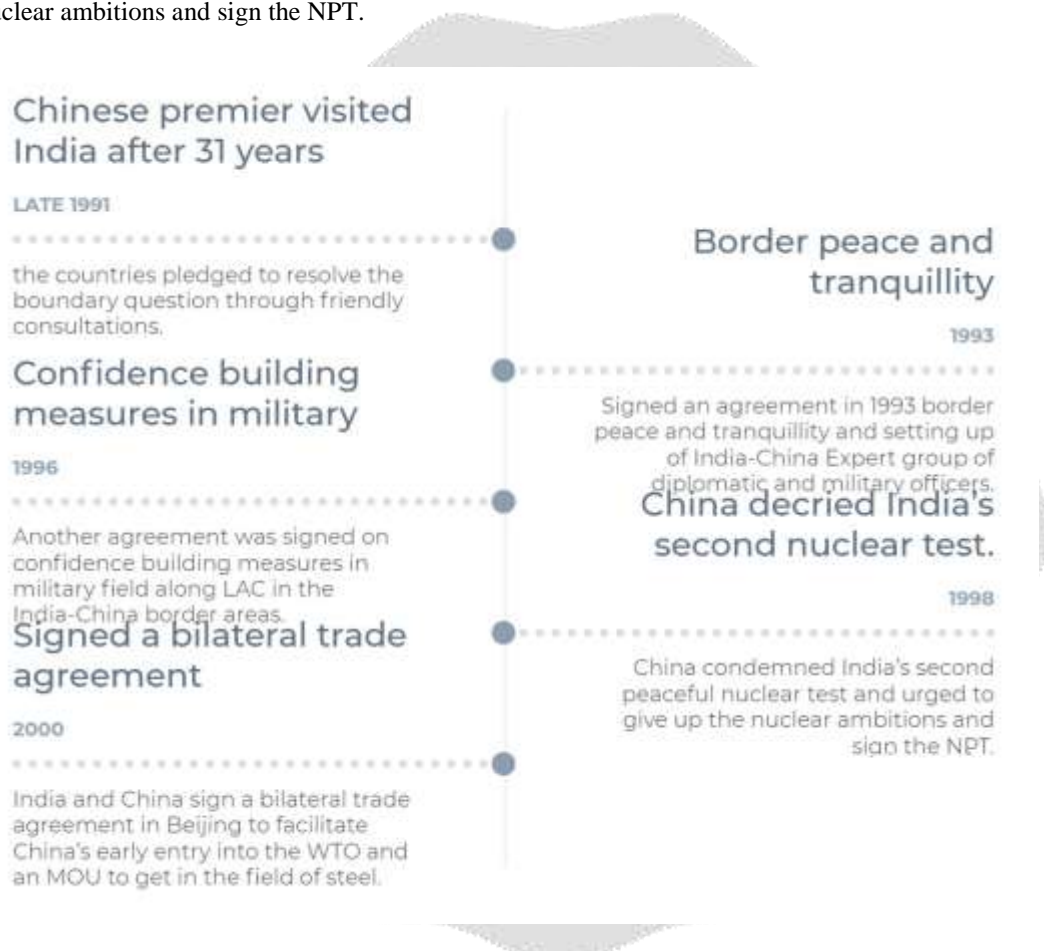 uclear ambitions and sign the NPT.
Chinese premier visited
India after 31 years
LATE 1991
the countries pledged to resolve the
boundary question through friendly
consultations.
Border peace and
tranquillity
1993
Signed an agreement in 1993 border
peace and tranquillity and setting up
of India-China Expert group of
diplomatic and military officers.
Confidence building
measures in military
1996
Another agreement was signed on
confidence building measures in
military field along LAC in the
India-China border areas.
China decried India's
second nuclear test.
1998
China condemned India's second
peaceful nuclear test and urged to
give up the nuclear ambitions and
sign the NPT.
Signed a bilateral trade
agreement
2000
India and China sign a bilateral trade
agreement in Beijing to facilitate
China's early entry into the WTO and
an MOU to get in the field of steel.